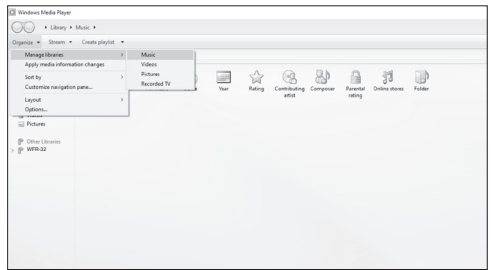 Windows Media Player
Library ▸ Music ▸
Organize Stream Create playlist
Manage libraries
Music
Apply media information changes
Videos
Pictures
Sort by
Recorded TV
Customize navigation pane...
Year Rating Contributing artist Composer Parental rating Online stores Folder
Layout
Options...
Pictures
Other Libraries
WFR-32